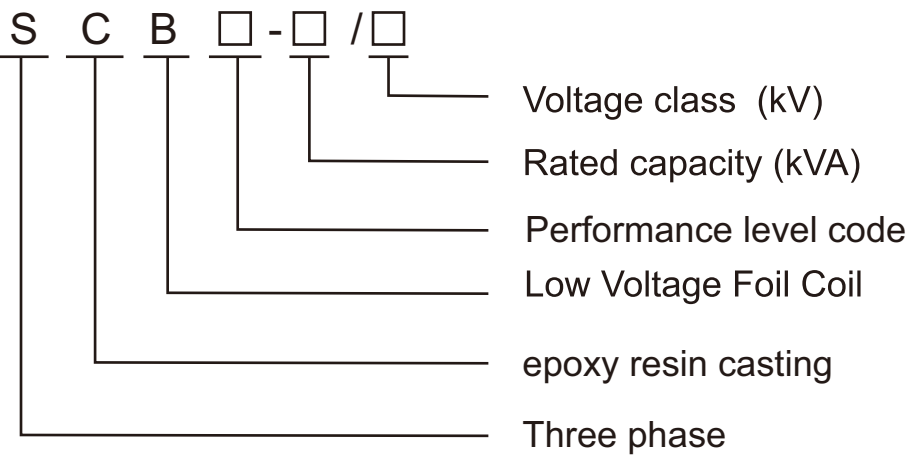 S C B □-□/□
Voltage class (kV)
Rated capacity (kVA)
Performance level code
Low Voltage Foil Coil
epoxy resin casting
Three phase